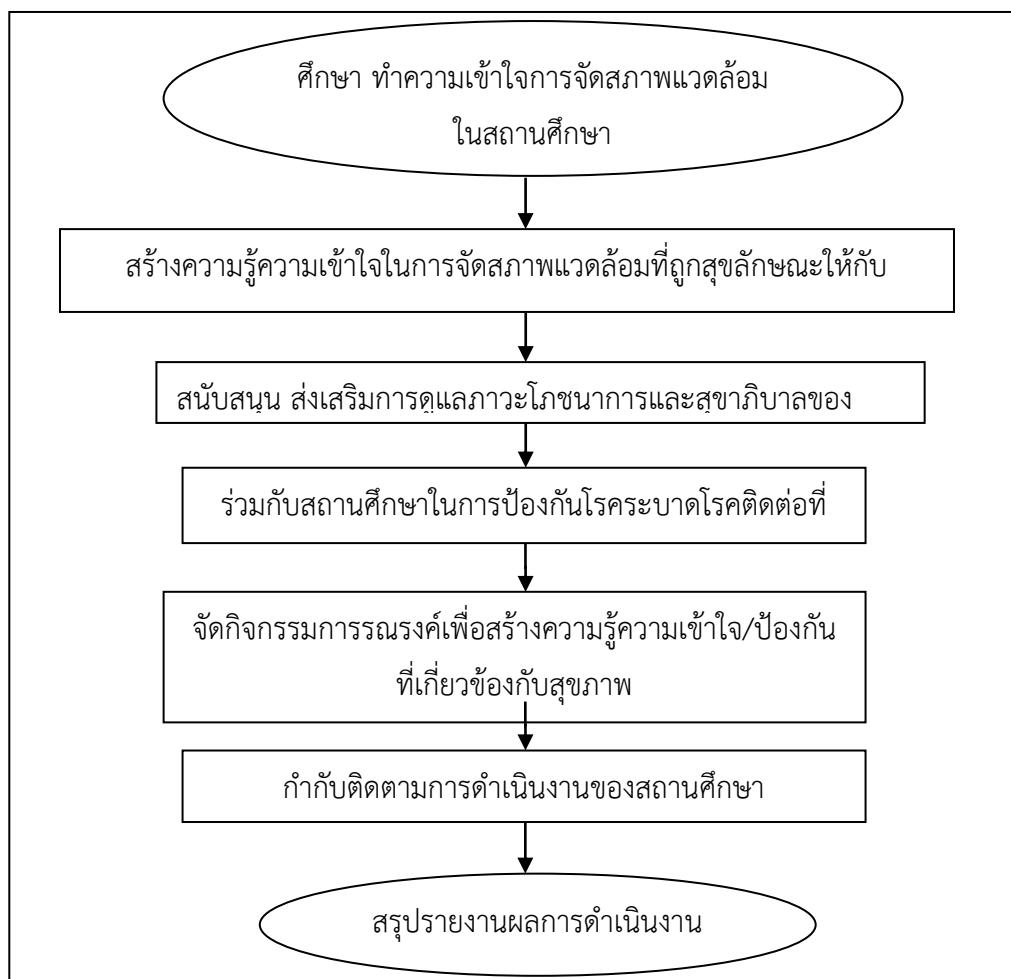 ศึกษา ทำความเข้าใจการจัดสภาพแวดล้อม
ในสถานศึกษา
สร้างความรู้ความเข้าใจในการจัดสภาพแวดล้อมที่ถูกสุขลักษณะให้กับ
สนับสนุน ส่งเสริมการดูแลภาวะโภชนาการและสุขาภิบาลของ
ร่วมกับสถานศึกษาในการป้องกันโรคระบาดโรคติดต่อที่
จัดกิจกรรมการรณรงค์เพื่อสร้างความรู้ความเข้าใจ/ป้องกัน
ที่เกี่ยวข้องกับสุขภาพ
กำกับติดตามการดำเนินงานของสถานศึกษา
สรุปรายงานผลการดำเนินงาน